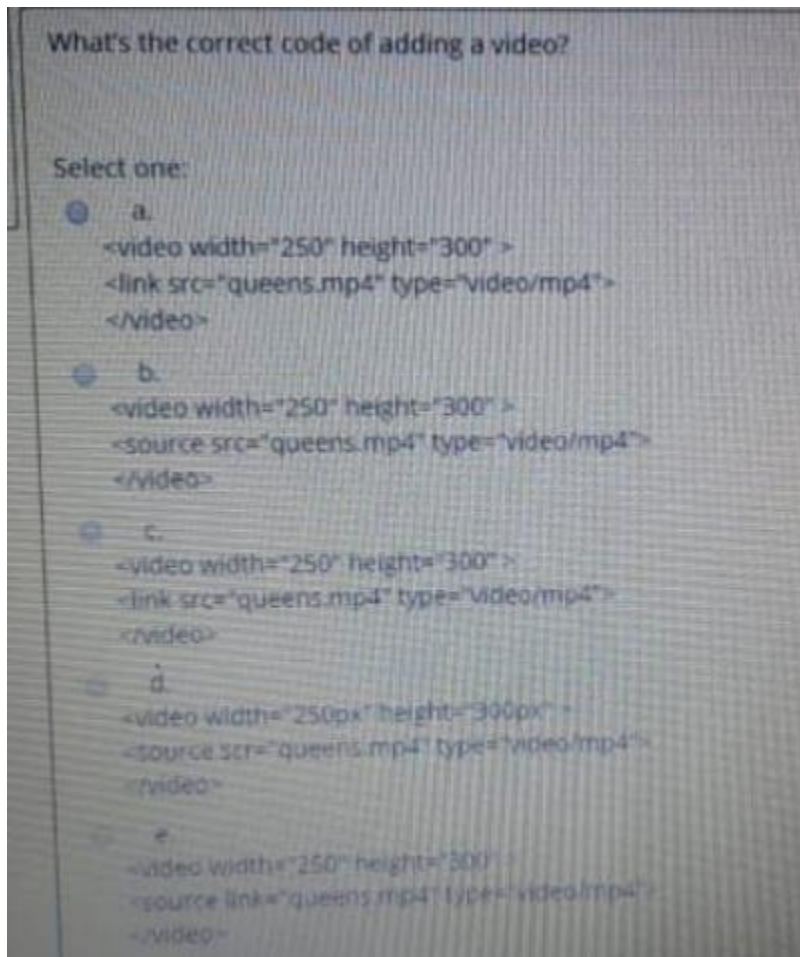 What's the correct code of adding a video?
Select one:
a.
<video width="250" height="300" >
<link src="queens.mp4" type="video/mp4">
</video>
b.
<video width="250" height="300" >
<source src="queens.mp4" type="video/mp4">
</video>
c.
<video width="250" height="300" >
<link src="queens.mp4" type="video/mp4">
</video>
d.
<video width="250px" height="300px" >
<source scr="queens.mp4" type="video/mp4">
</video>
e.
<video width="250" height="300" >
<source link="queens.mp4" type="video/mp4">
</video>